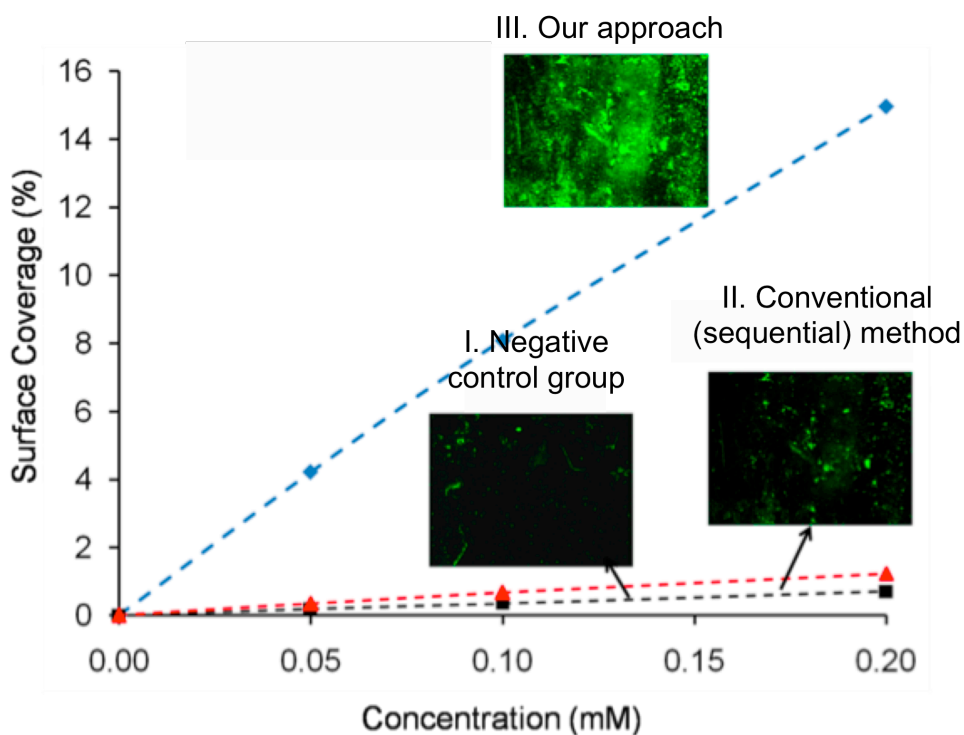 III. Our approach
16
14
12
10
8
6
4
2
0
Surface Coverage (%)
I. Negative
control group
II. Conventional
(sequential) method
0.00 0.05 0.10 0.15 0.20
Concentration (mM)